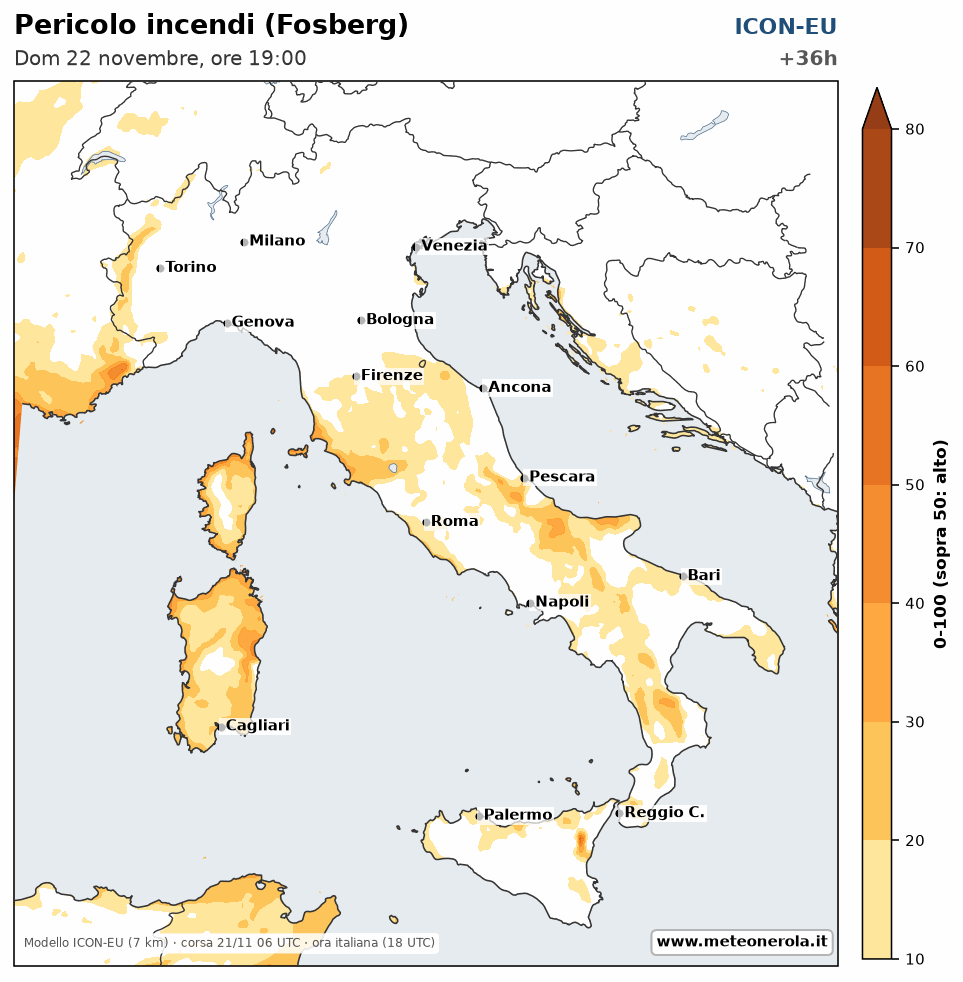 Pericolo incendi (Fosberg)
ICON-EU
Dom 22 novembre, ore 19:00
+36h
80
70
60
50
40
30
20
10
0-100 (sopra 50: alto)
Milano
Venezia
Torino
Genova
Bologna
Firenze
Ancona
Pescara
Roma
Bari
Napoli
Cagliari
Palermo
Reggio C.
Modello ICON-EU (7 km) · corsa 21/11 06 UTC · ora italiana (18 UTC)
www.meteonerola.it